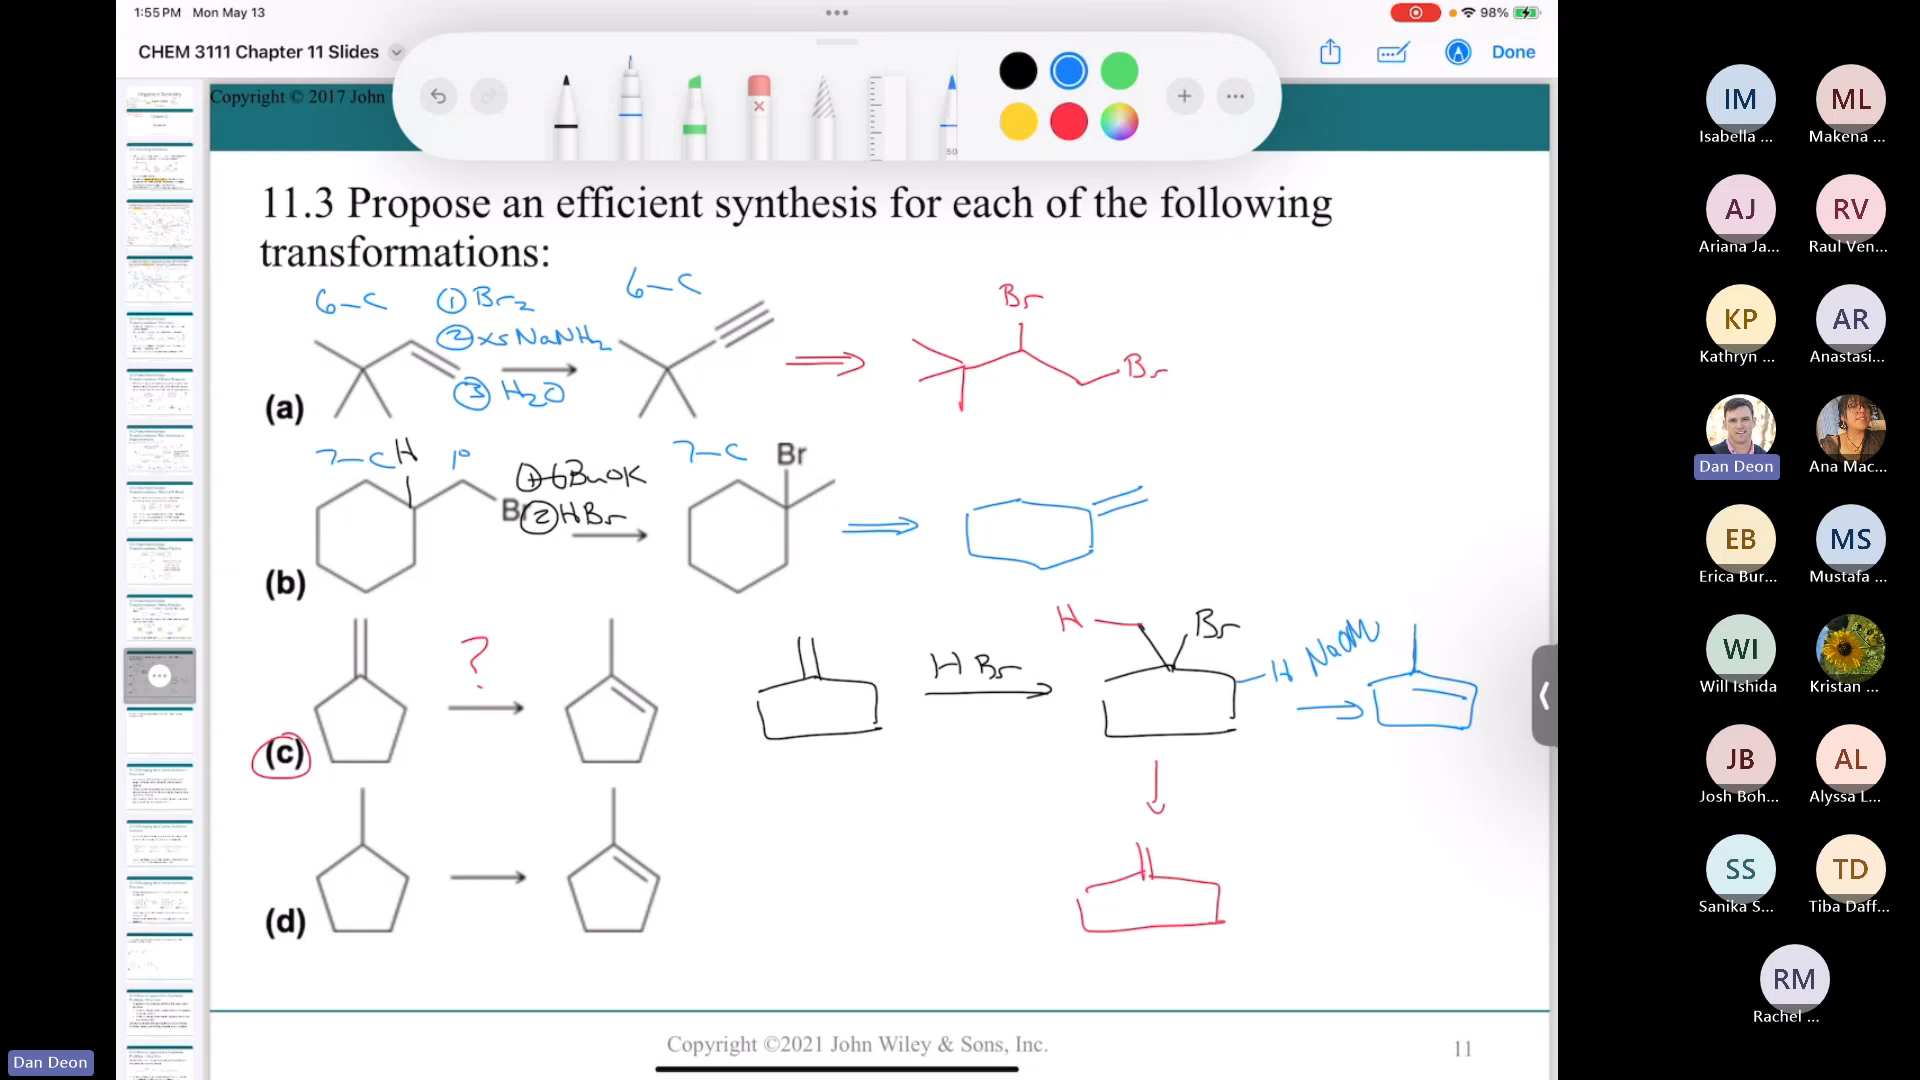 1:55 PM Mon May 13
98%
CHEM 3111 Chapter 11 Slides
Done
50
Copyright © 2017 John
11.3 Propose an efficient synthesis for each of the following
transformations:
6-C
① Br2
② xs NaNH2
③ H2O
6-C
Br
Br
(a)
7-C
H
1°
① tBuOK
② HBr
Br
7-C
Br
(b)
?
H Br
H
Br
H
NaOMe
(c)
(d)
Copyright ©2021 John Wiley & Sons, Inc.
11
Dan Deon
IM
Isabella ...
ML
Makena ...
AJ
Ariana Ja...
RV
Raul Ven...
KP
Kathryn ...
AR
Anastasi...
Dan Deon
Ana Mac...
EB
Erica Bur...
MS
Mustafa ...
WI
Will Ishida
Kristan ...
JB
Josh Boh...
AL
Alyssa L...
SS
Sanika S...
TD
Tiba Daff...
RM
Rachel ...